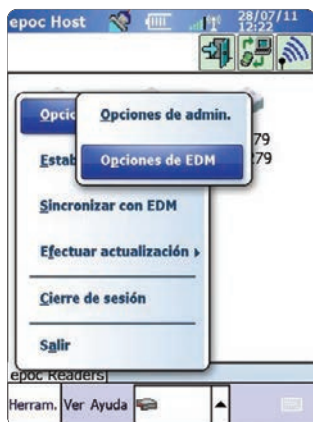 epoc Host 28/07/11
12:22
Opciones de admin.
Opciones de EDM
79
279
Sincronizar con EDM
Efectuar actualización
Cierre de sesión
Salir
epoc Readers
Herram. Ver Ayuda